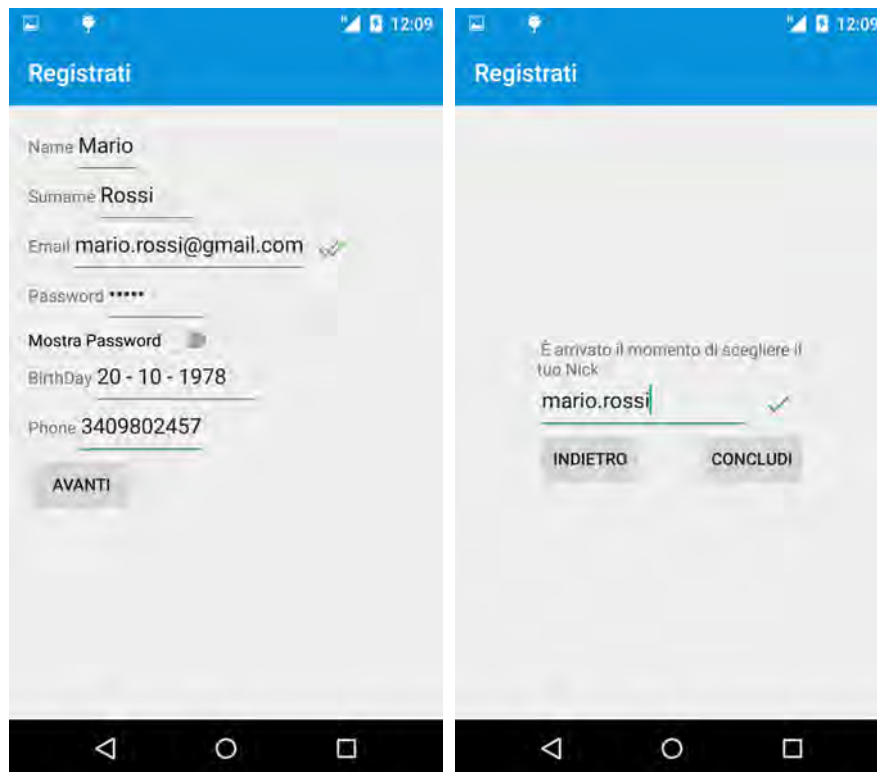 12:09
Registrati
Name Mario
Surname Rossi
Email mario.rossi@gmail.com
Password •••••
Mostra Password
BirthDay 20 - 10 - 1978
Phone 3409802457
AVANTI
12:09
Registrati
È arrivato il momento di scegliere il
tuo Nick
mario.rossi
INDIETRO CONCLUDI